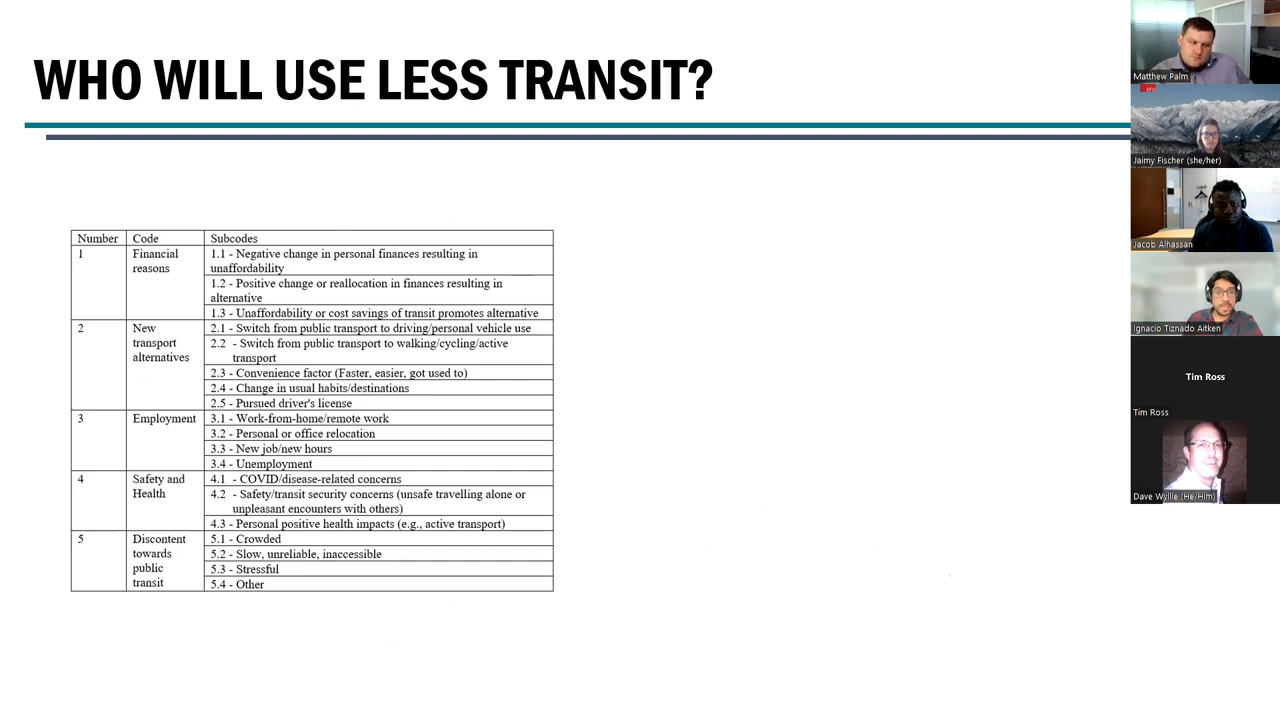 WHO WILL USE LESS TRANSIT?
Number Code Subcodes
1 Financial reasons 1.1 - Negative change in personal finances resulting in
unaffordability
1.2 - Positive change or reallocation in finances resulting in
alternative
1.3 - Unaffordability or cost savings of transit promotes alternative
2 New transport alternatives 2.1 - Switch from public transport to driving/personal vehicle use
2.2 - Switch from public transport to walking/cycling/active
transport
2.3 - Convenience factor (Faster, easier, got used to)
2.4 - Change in usual habits/destinations
2.5 - Pursued driver's license
3 Employment 3.1 - Work-from-home/remote work
3.2 - Personal or office relocation
3.3 - New job/new hours
3.4 - Unemployment
4 Safety and Health 4.1 - COVID/disease-related concerns
4.2 - Safety/transit security concerns (unsafe travelling alone or
unpleasant encounters with others)
4.3 - Personal positive health impacts (e.g., active transport)
5 Discontent towards public transit 5.1 - Crowded
5.2 - Slow, unreliable, inaccessible
5.3 - Stressful
5.4 - Other
Matthew Palm
SFU
Jaimy Fischer (she/her)
Jacob Alhassan
Ignacio Tiznado Aitken
Tim Ross
Tim Ross
Dave Wyllie (He/Him)